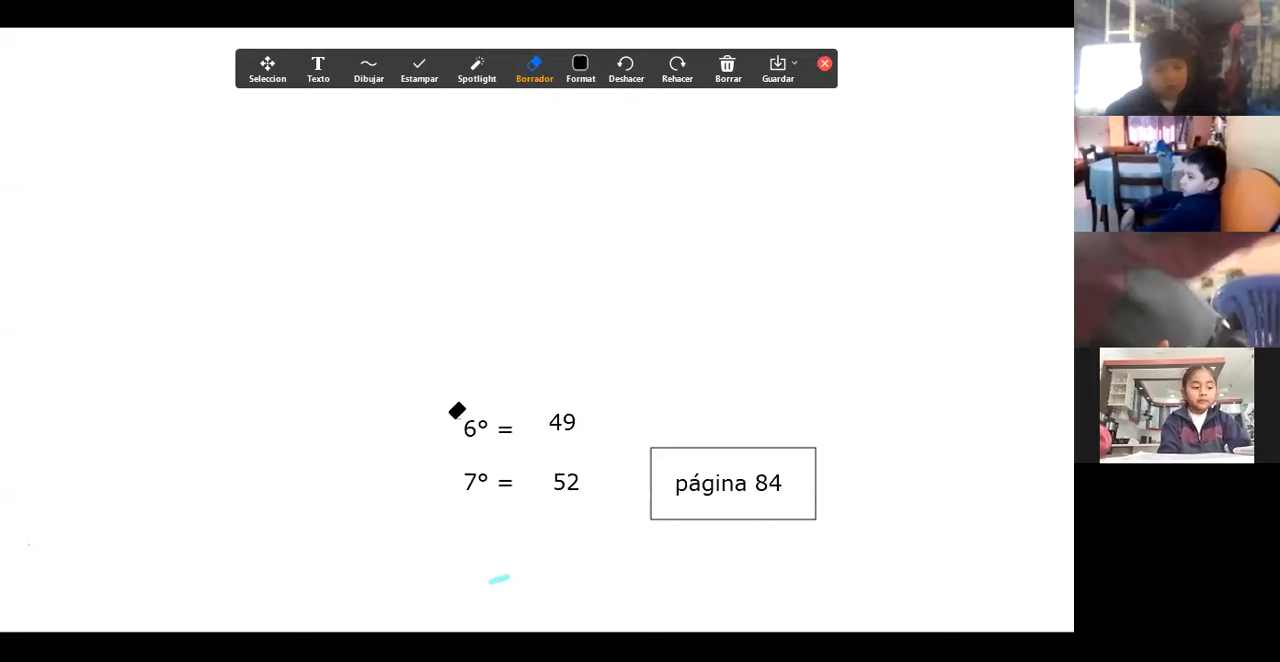 Seleccion Texto Dibujar Estampar Spotlight Borrador Format Deshacer Rehacer Borrar Guardar
6° = 49
7° = 52
página 84